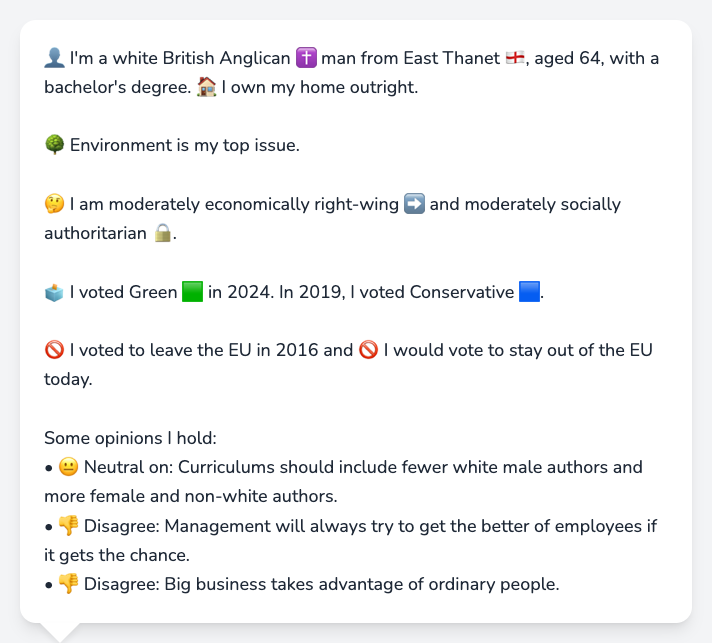 👤 I'm a white British Anglican ✝️ man from East Thanet 🏴󠁧󠁢󠁥󠁮󠁧󠁿, aged 64, with a
bachelor's degree. 🏠 I own my home outright.
🌳 Environment is my top issue.
🤔 I am moderately economically right-wing ➡️ and moderately socially
authoritarian 🔒.
🗳️ I voted Green 🟩 in 2024. In 2019, I voted Conservative 🟦.
🚫 I voted to leave the EU in 2016 and 🚫 I would vote to stay out of the EU
today.
Some opinions I hold:
• 😐 Neutral on: Curriculums should include fewer white male authors and
more female and non-white authors.
• 👎 Disagree: Management will always try to get the better of employees if
it gets the chance.
• 👎 Disagree: Big business takes advantage of ordinary people.